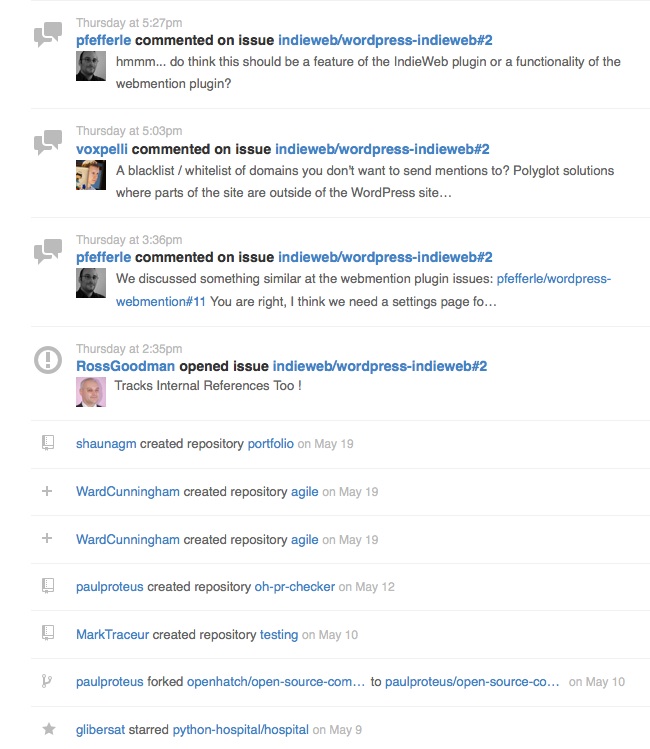 Thursday at 5:27pm
pfefferle commented on issue indieweb/wordpress-indieweb#2
hmmm... do think this should be a feature of the IndieWeb plugin or a functionality of the
webmention plugin?
Thursday at 5:03pm
voxpelli commented on issue indieweb/wordpress-indieweb#2
A blacklist / whitelist of domains you don't want to send mentions to? Polyglot solutions
where parts of the site are outside of the WordPress site…
Thursday at 3:36pm
pfefferle commented on issue indieweb/wordpress-indieweb#2
We discussed something similar at the webmention plugin issues: pfefferle/wordpress-
webmention#11 You are right, I think we need a settings page fo…
Thursday at 2:35pm
RossGoodman opened issue indieweb/wordpress-indieweb#2
Tracks Internal References Too !
shaunagm created repository portfolio on May 19
WardCunningham created repository agile on May 19
WardCunningham created repository agile on May 19
paulproteus created repository oh-pr-checker on May 12
MarkTraceur created repository testing on May 10
paulproteus forked openhatch/open-source-com… to paulproteus/open-source-co… on May 10
glibersat starred python-hospital/hospital on May 9